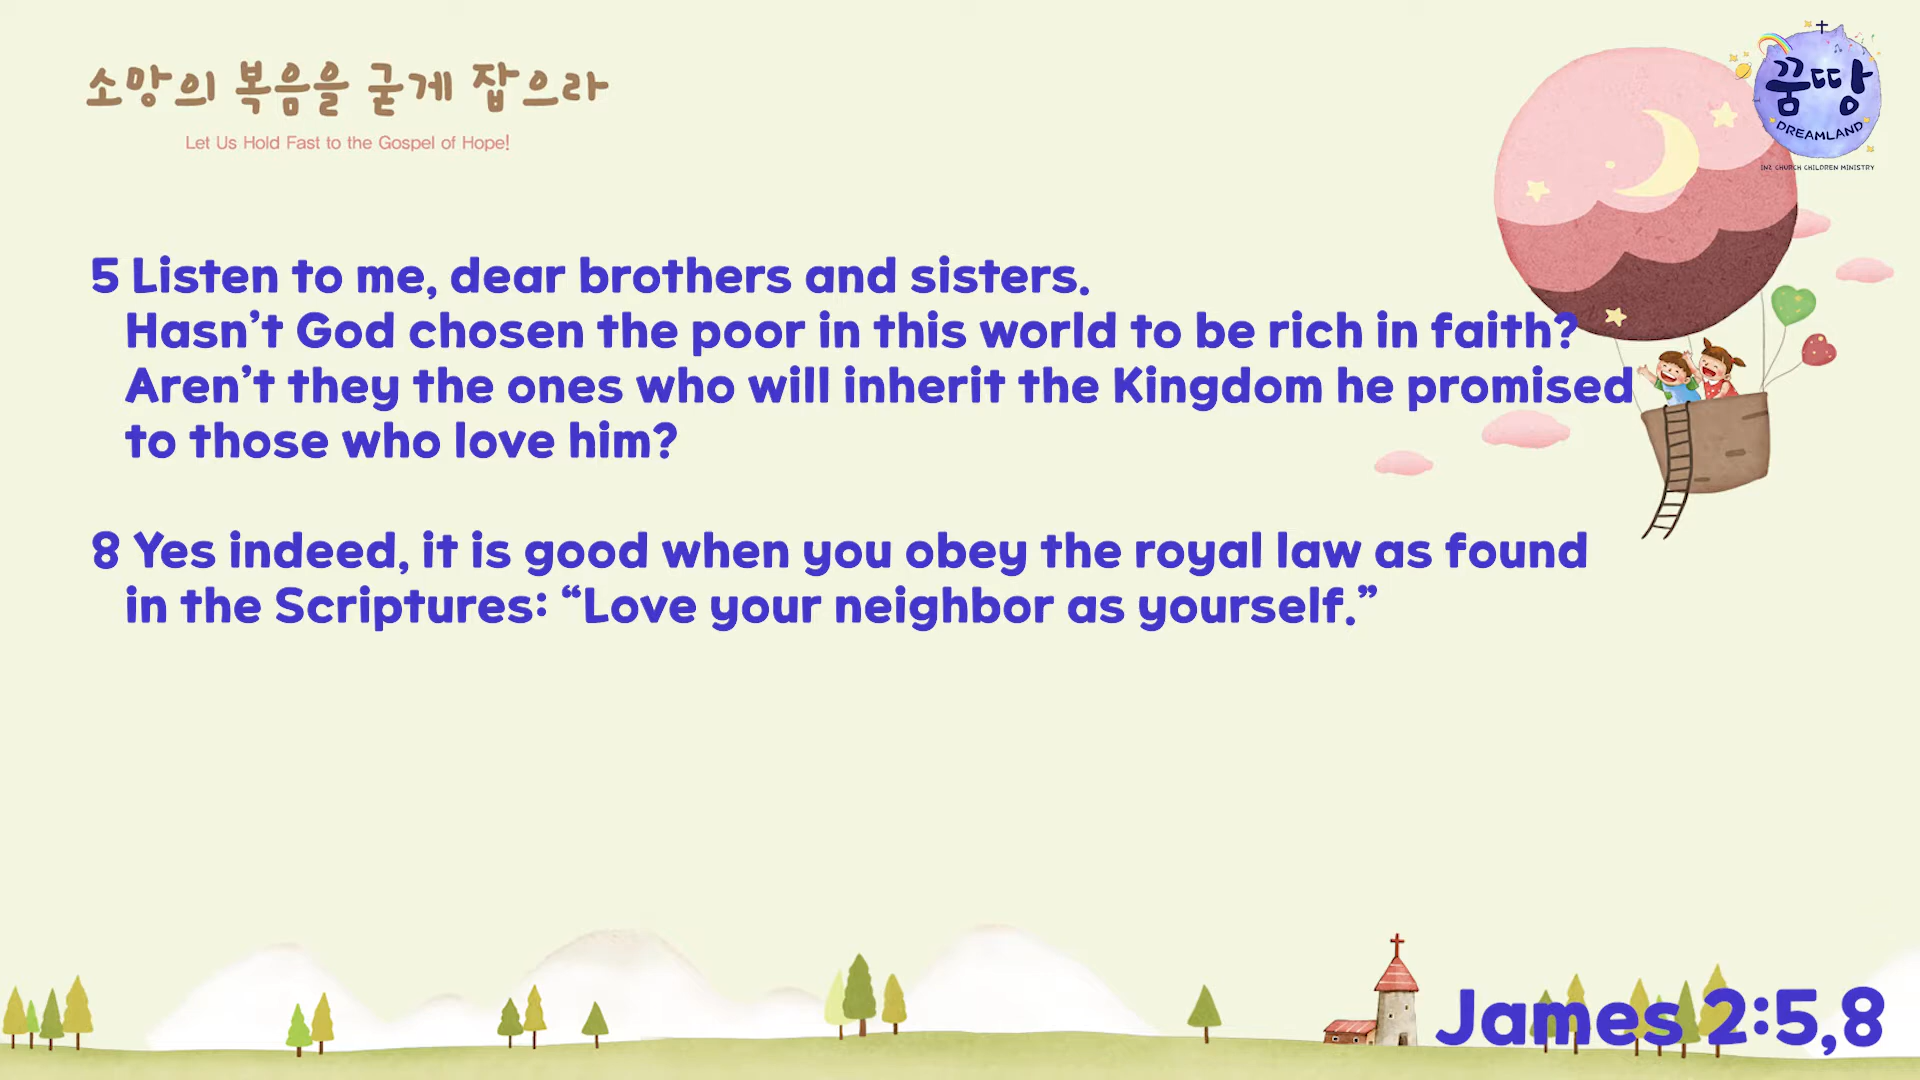 소망의 복음을 굳게 잡으라
Let Us Hold Fast to the Gospel of Hope!
꿈땅
DREAMLAND
IN2 CHURCH CHILDREN MINISTRY
5 Listen to me, dear brothers and sisters.
Hasn’t God chosen the poor in this world to be rich in faith?
Aren’t they the ones who will inherit the Kingdom he promised
to those who love him?
8 Yes indeed, it is good when you obey the royal law as found
in the Scriptures: “Love your neighbor as yourself.”
James 2:5,8